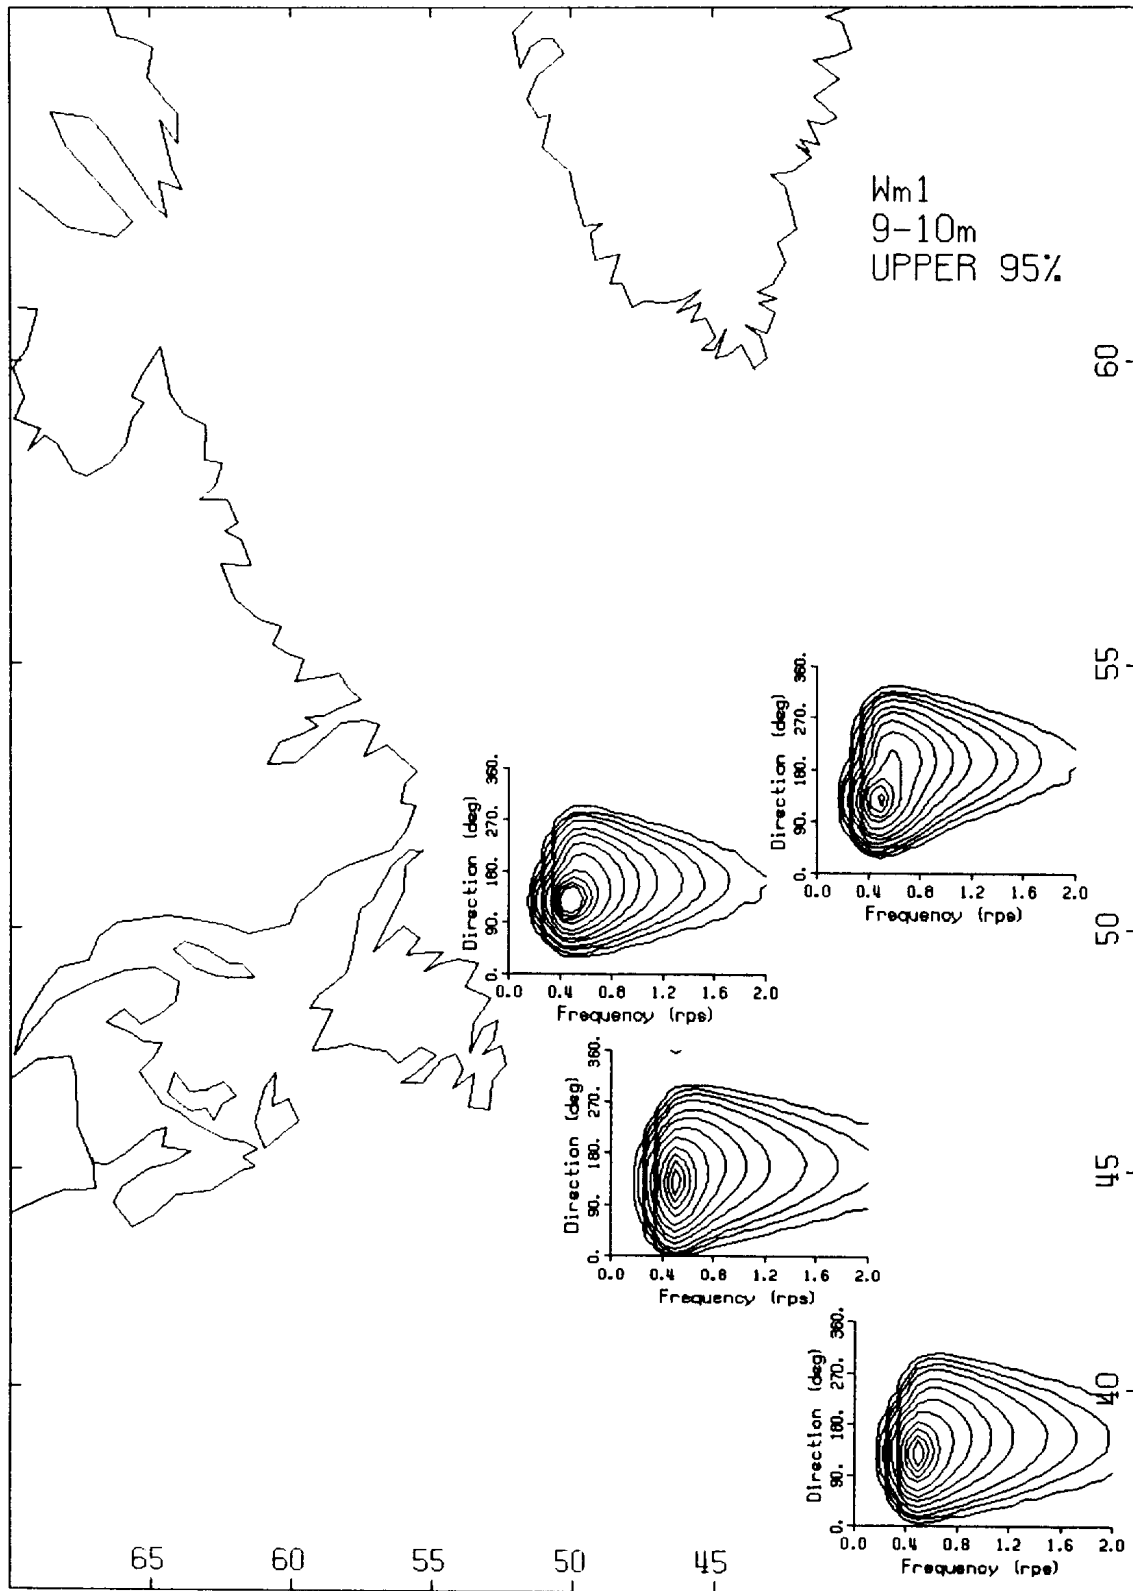 Wm1
9-10m
UPPER 95%
60
55
50
45
40
65 60 55 50 45
Direction (deg)
0. 90. 180. 270. 360.
0.0 0.4 0.8 1.2 1.6 2.0
Frequency (rps)
Direction (deg)
0. 90. 180. 270. 360.
0.0 0.4 0.8 1.2 1.6 2.0
Frequency (rps)
Direction (deg)
0. 90. 180. 270. 360.
0.0 0.4 0.8 1.2 1.6 2.0
Frequency (rps)
Direction (deg)
0. 90. 180. 270. 360.
0.0 0.4 0.8 1.2 1.6 2.0
Frequency (rps)